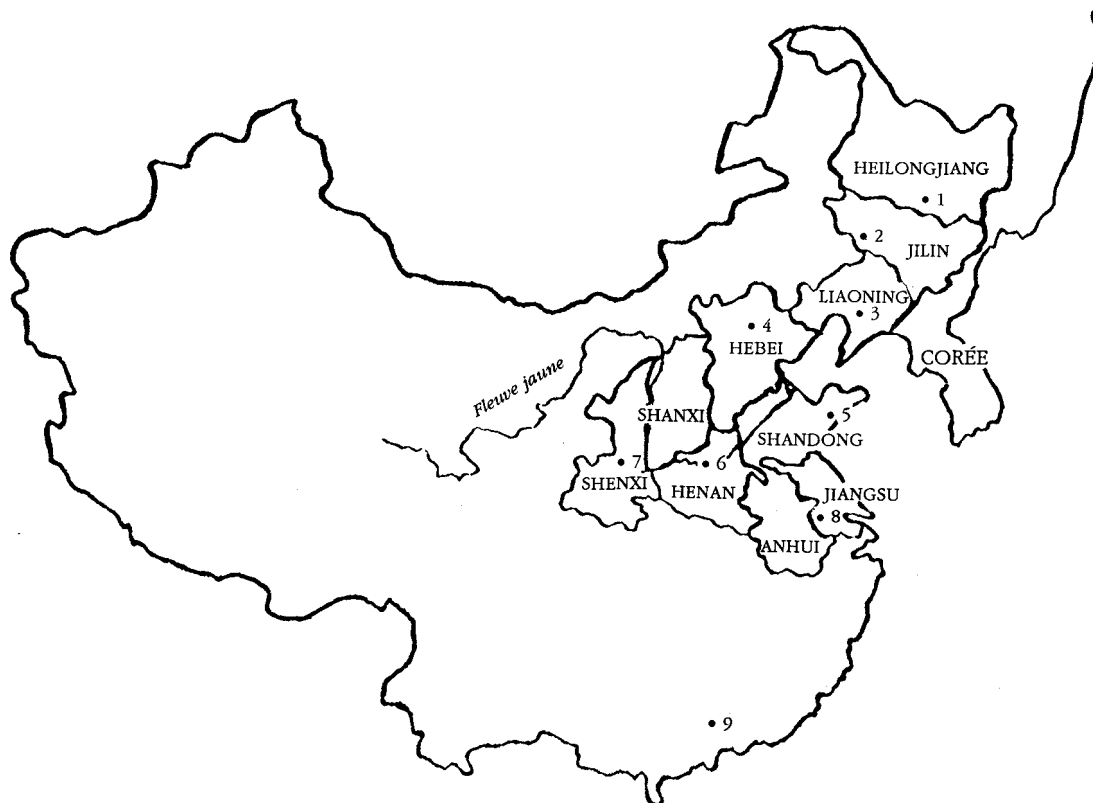 HEILONGJIANG
1
2
JILIN
LIAONING
3
4
HEBEI
CORÉE
Fleuve jaune
SHANXI
5
SHANDONG
7
6
SHENXI
HENAN
JIANGSU
8
ANHUI
9